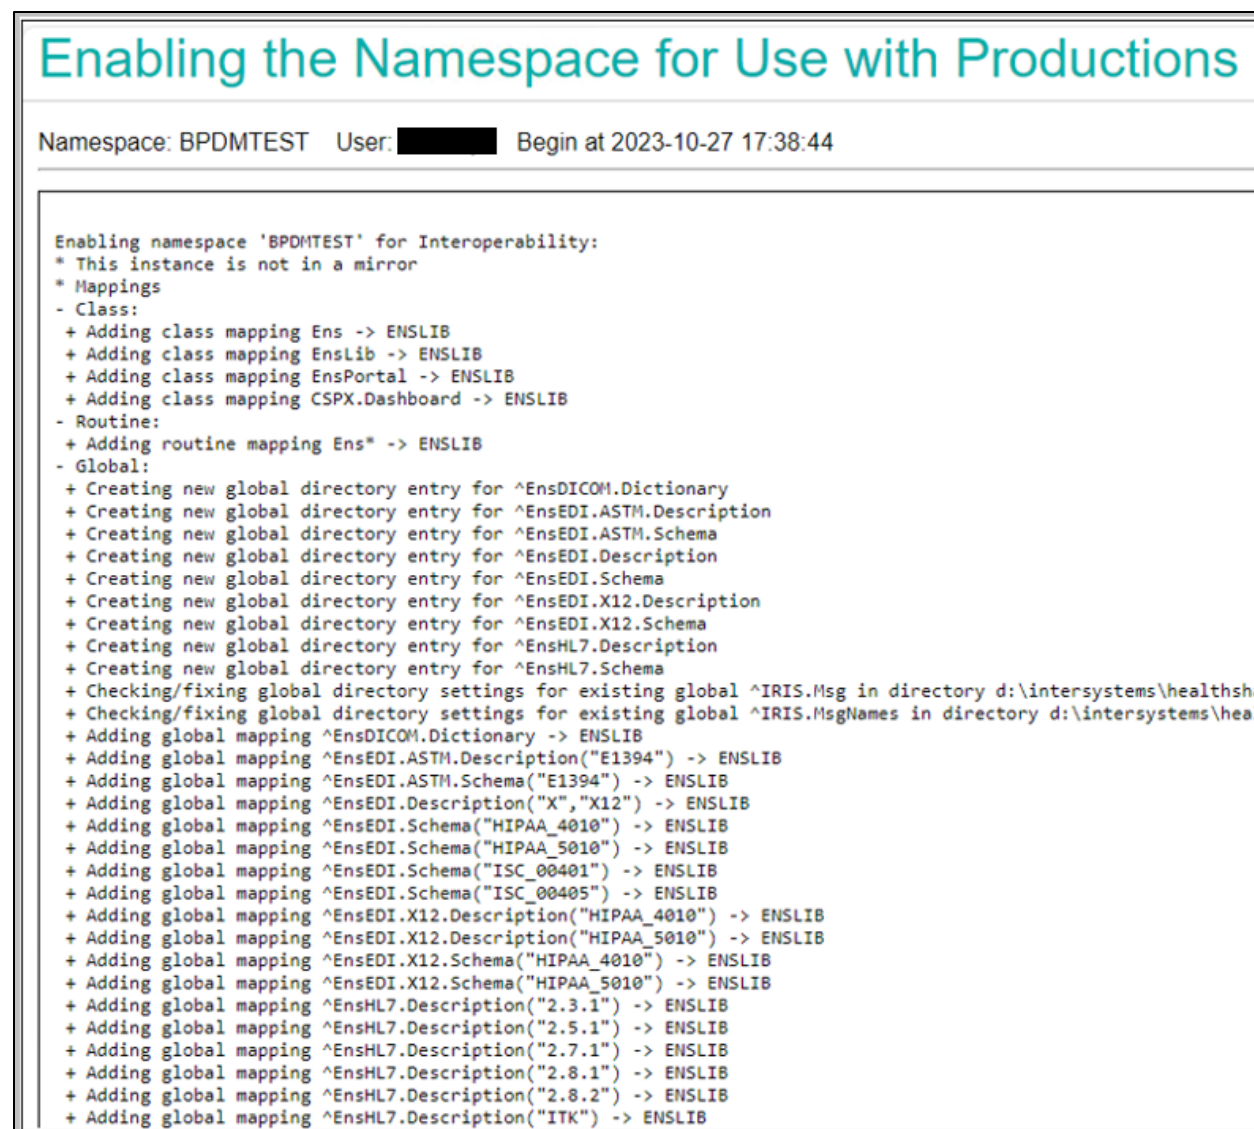 Enabling the Namespace for Use with Productions
Namespace: BPDMTEST User: Begin at 2023-10-27 17:38:44
Enabling namespace 'BPDMTEST' for Interoperability:
* This instance is not in a mirror
* Mappings
- Class:
+ Adding class mapping Ens -> ENSLIB
+ Adding class mapping EnsLib -> ENSLIB
+ Adding class mapping EnsPortal -> ENSLIB
+ Adding class mapping CSPX.Dashboard -> ENSLIB
- Routine:
+ Adding routine mapping Ens* -> ENSLIB
- Global:
+ Creating new global directory entry for ^EnsDICOM.Dictionary
+ Creating new global directory entry for ^EnsEDI.ASTM.Description
+ Creating new global directory entry for ^EnsEDI.ASTM.Schema
+ Creating new global directory entry for ^EnsEDI.Description
+ Creating new global directory entry for ^EnsEDI.Schema
+ Creating new global directory entry for ^EnsEDI.X12.Description
+ Creating new global directory entry for ^EnsEDI.X12.Schema
+ Creating new global directory entry for ^EnsHL7.Description
+ Creating new global directory entry for ^EnsHL7.Schema
+ Checking/fixing global directory settings for existing global ^IRIS.Msg in directory d:\intersystems\healthsh
+ Checking/fixing global directory settings for existing global ^IRIS.MsgNames in directory d:\intersystems\hea
+ Adding global mapping ^EnsDICOM.Dictionary -> ENSLIB
+ Adding global mapping ^EnsEDI.ASTM.Description("E1394") -> ENSLIB
+ Adding global mapping ^EnsEDI.ASTM.Schema("E1394") -> ENSLIB
+ Adding global mapping ^EnsEDI.Description("X","X12") -> ENSLIB
+ Adding global mapping ^EnsEDI.Schema("HIPAA_4010") -> ENSLIB
+ Adding global mapping ^EnsEDI.Schema("HIPAA_5010") -> ENSLIB
+ Adding global mapping ^EnsEDI.Schema("ISC_00401") -> ENSLIB
+ Adding global mapping ^EnsEDI.Schema("ISC_00405") -> ENSLIB
+ Adding global mapping ^EnsEDI.X12.Description("HIPAA_4010") -> ENSLIB
+ Adding global mapping ^EnsEDI.X12.Description("HIPAA_5010") -> ENSLIB
+ Adding global mapping ^EnsEDI.X12.Schema("HIPAA_4010") -> ENSLIB
+ Adding global mapping ^EnsEDI.X12.Schema("HIPAA_5010") -> ENSLIB
+ Adding global mapping ^EnsHL7.Description("2.3.1") -> ENSLIB
+ Adding global mapping ^EnsHL7.Description("2.5.1") -> ENSLIB
+ Adding global mapping ^EnsHL7.Description("2.7.1") -> ENSLIB
+ Adding global mapping ^EnsHL7.Description("2.8.1") -> ENSLIB
+ Adding global mapping ^EnsHL7.Description("2.8.2") -> ENSLIB
+ Adding global mapping ^EnsHL7.Description("ITK") -> ENSLIB